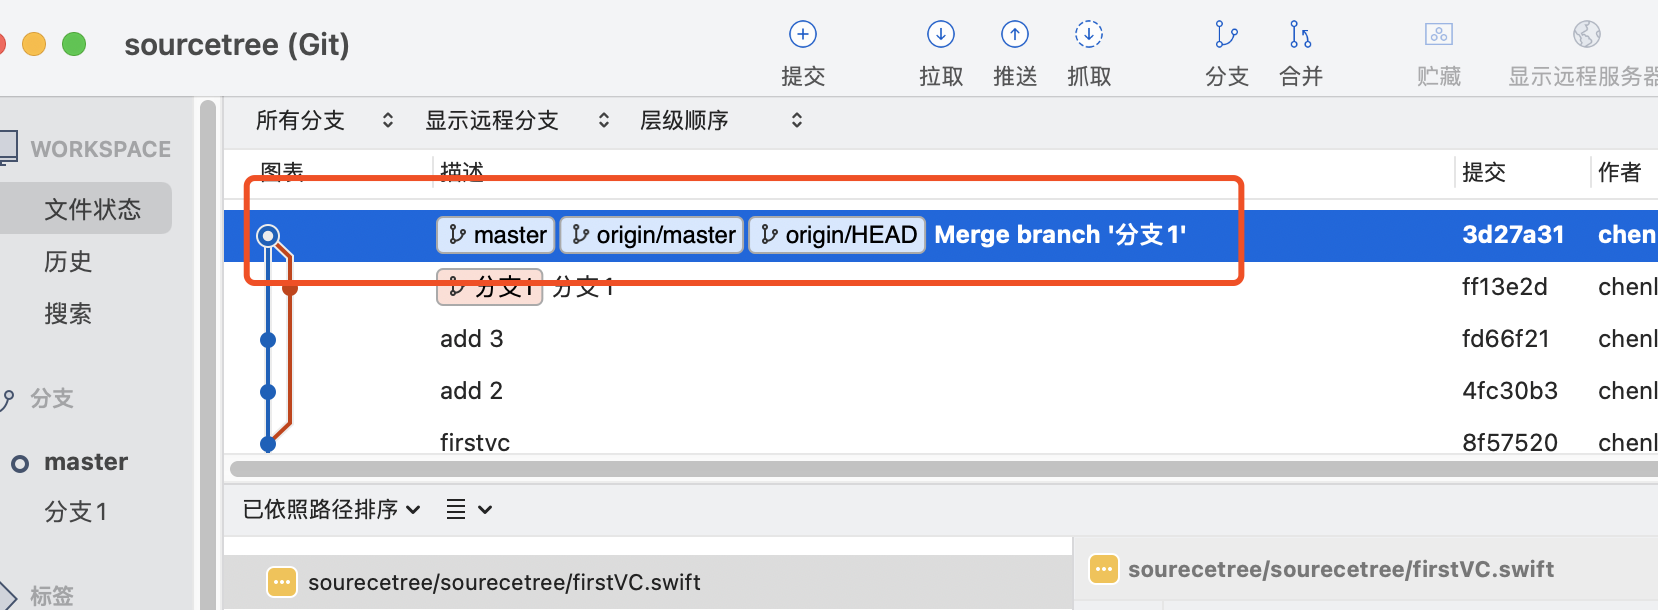 sourcetree (Git)
提交 拉取 推送 抓取 分支 合并 贮藏 显示远程服务器
所有分支 显示远程分支 层级顺序
WORKSPACE
文件状态
历史
搜索
分支
master
分支1
标签
图表 描述 提交 作者
master origin/master origin/HEAD Merge branch '分支1' 3d27a31 chen
分支1 分支1 ff13e2d chenl
add 3 fd66f21 chenl
add 2 4fc30b3 chenl
firstvc 8f57520 chenl
已依照路径排序
sourecetree/sourecetree/firstVC.swift
sourecetree/sourecetree/firstVC.swift